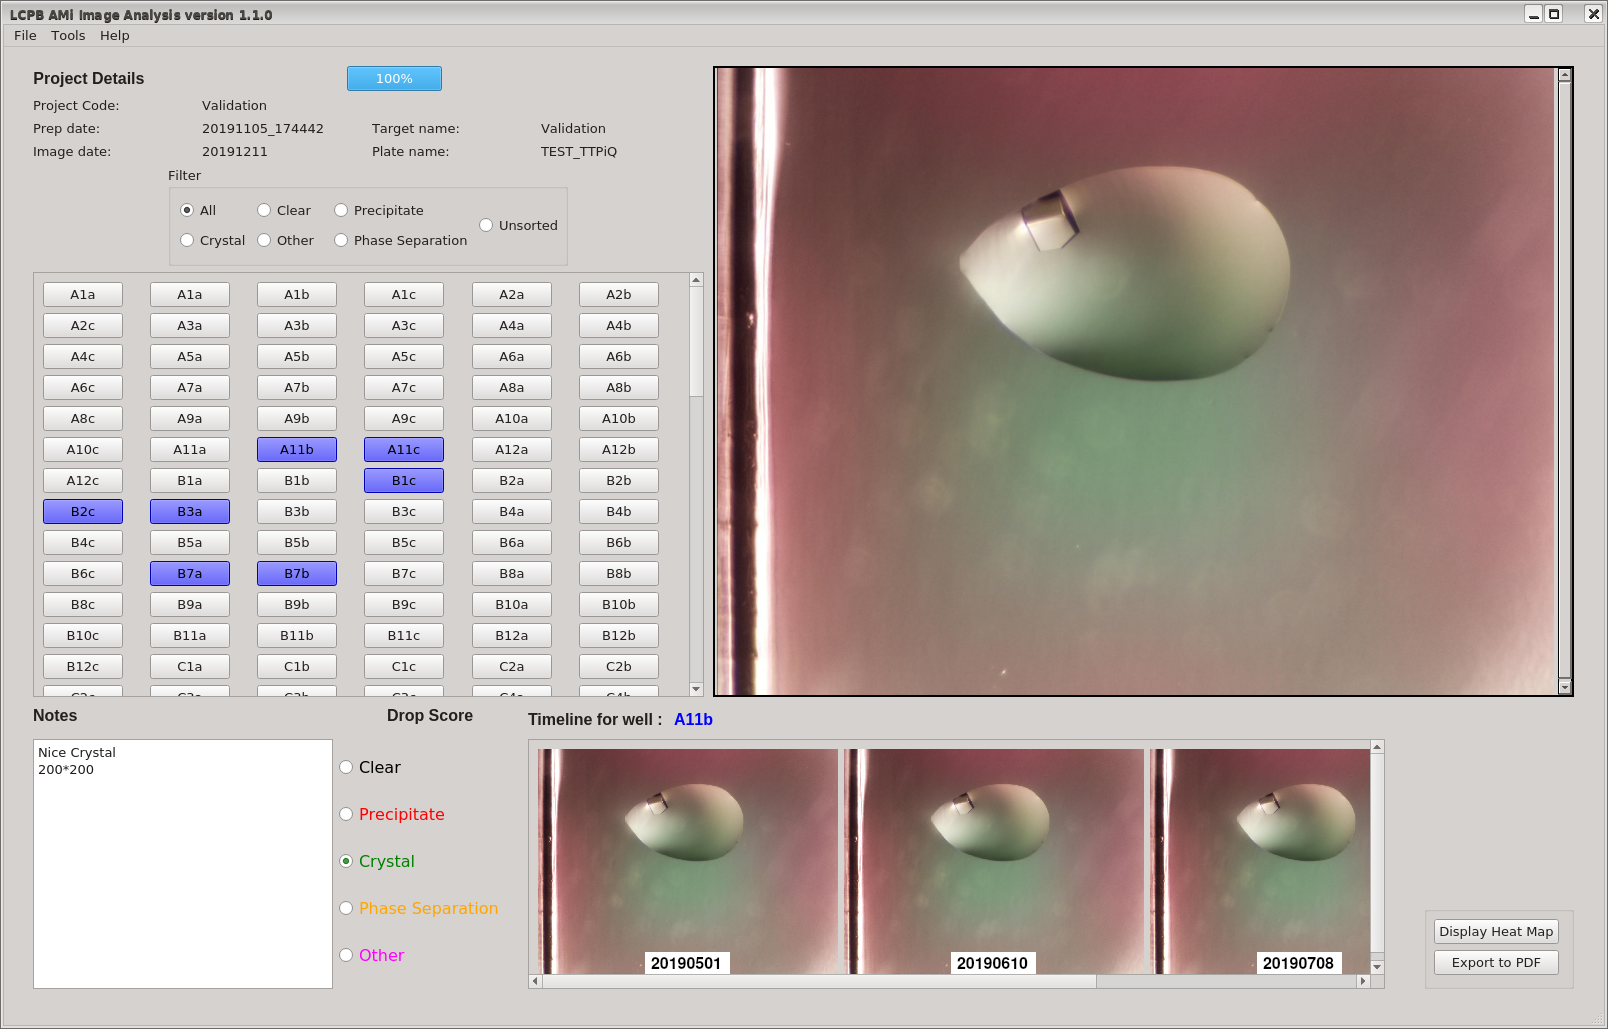 LCPB AMi Image Analysis version 1.1.0
File Tools Help
Project Details 100%
Project Code: Validation
Prep date: 20191105_174442 Target name: Validation
Image date: 20191211 Plate name: TEST_TTPiQ
Filter
All Clear Precipitate
Unsorted
Crystal Other Phase Separation
A1a A1a A1b A1c A2a A2b
A2c A3a A3b A3c A4a A4b
A4c A5a A5b A5c A6a A6b
A6c A7a A7b A7c A8a A8b
A8c A9a A9b A9c A10a A10b
A10c A11a A11b A11c A12a A12b
A12c B1a B1b B1c B2a B2b
B2c B3a B3b B3c B4a B4b
B4c B5a B5b B5c B6a B6b
B6c B7a B7b B7c B8a B8b
B8c B9a B9b B9c B10a B10b
B10c B11a B11b B11c B12a B12b
B12c C1a C1b C1c C2a C2b
C2c C3a C3b C3c C4a C4b
Notes Drop Score Timeline for well : A11b
Nice Crystal
200*200
Clear
Precipitate
Crystal
Phase Separation
Other
20190501 20190610 20190708
Display Heat Map
Export to PDF